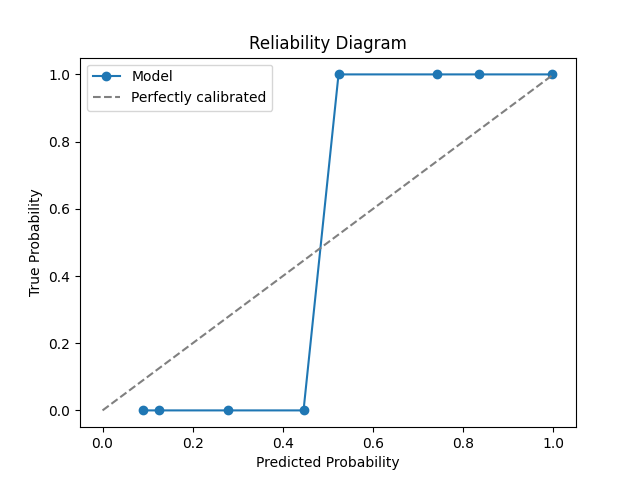 Reliability Diagram
Model
Perfectly calibrated
True Probability
1.0
0.8
0.6
0.4
0.2
0.0
0.0 0.2 0.4 0.6 0.8 1.0
Predicted Probability